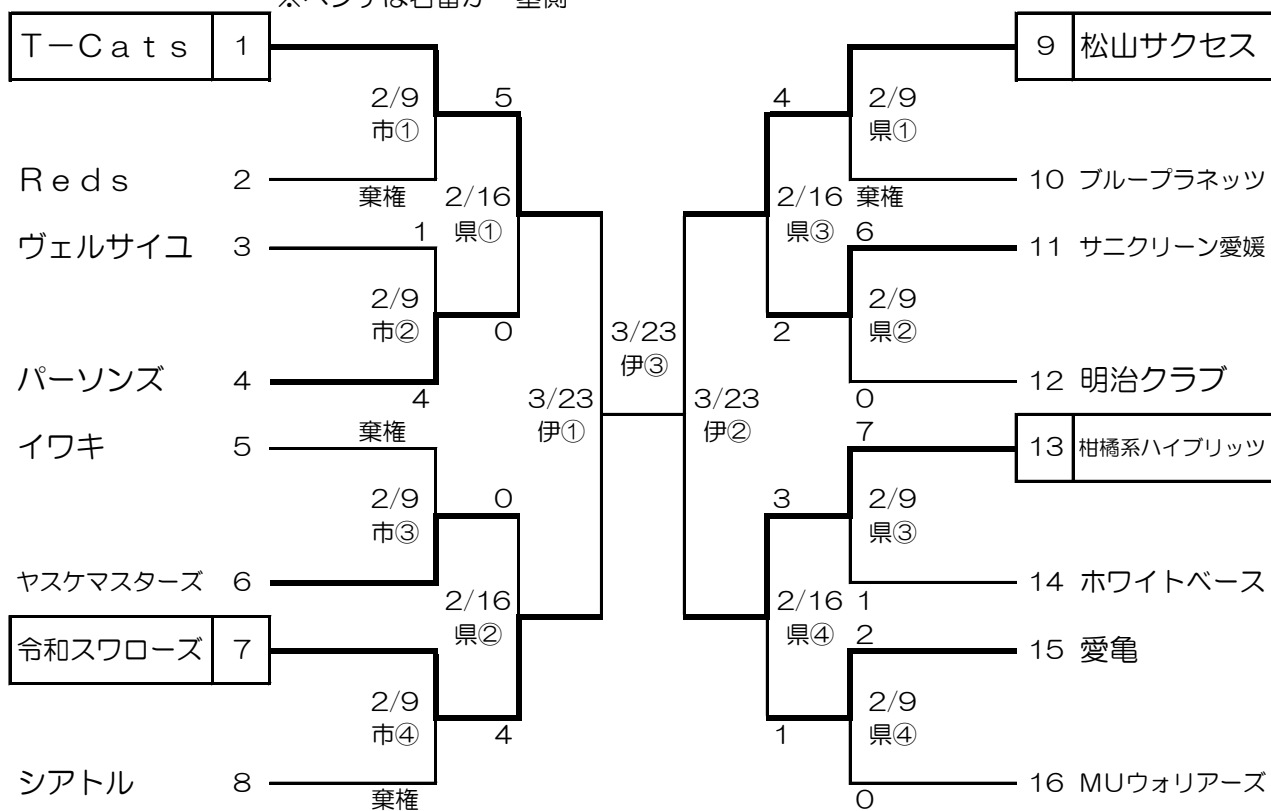 T－Cats 1
2/9
市①
5
Reds 2
棄権
2/16
県①
ヴェルサイユ 3
1
2/9
市②
0
パーソンズ 4
4
3/23
伊①
イワキ 5
棄権
2/9
市③
0
ヤスケマスターズ 6
2/16
県②
令和スワローズ 7
2/9
市④
4
シアトル 8
棄権
3/23
伊③
9 松山サクセス
4
2/9
県①
10 ブループラネッツ
棄権
2/16
県③
11 サニクリーン愛媛
6
2/9
県②
2
12 明治クラブ
0
3/23
伊②
13 柑橘系ハイブリッツ
7
3
2/9
県③
14 ホワイトベース
1
2/16
県④
15 愛亀
2
2/9
県④
1
16 MUウォリアーズ
0